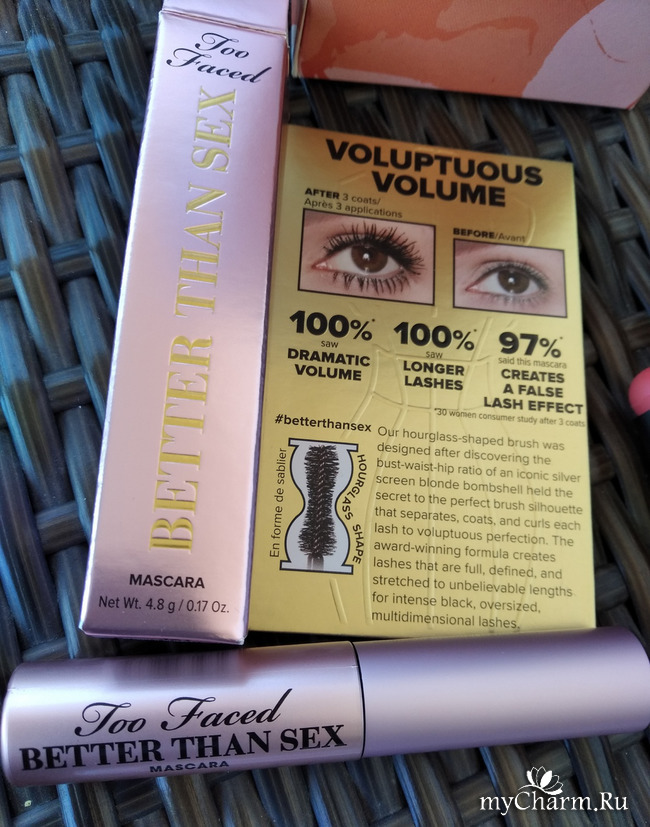 Too
Faced
BETTER THAN SEX
MASCARA
Net Wt. 4.8 g / 0.17 Oz.
VOLUPTUOUS
VOLUME
AFTER 3 coats/
Après 3 applications
BEFORE/Avant
100%*
saw
DRAMATIC
VOLUME
100%*
saw
LONGER
LASHES
97%*
said this mascara
CREATES
A FALSE
LASH EFFECT
*30 women consumer study after 3 coats
#betterthansex
En forme de sablier
HOURGLASS SHAPE
Our hourglass-shaped brush was
designed after discovering the
bust-waist-hip ratio of an iconic silver
screen blonde bombshell held the
secret to the perfect brush silhouette
that separates, coats, and curls each
lash to voluptuous perfection. The
award-winning formula creates
lashes that are full, defined, and
stretched to unbelievable lengths
for intense black, oversized,
multidimensional lashes.
Too Faced
BETTER THAN SEX
MASCARA
myCharm.Ru